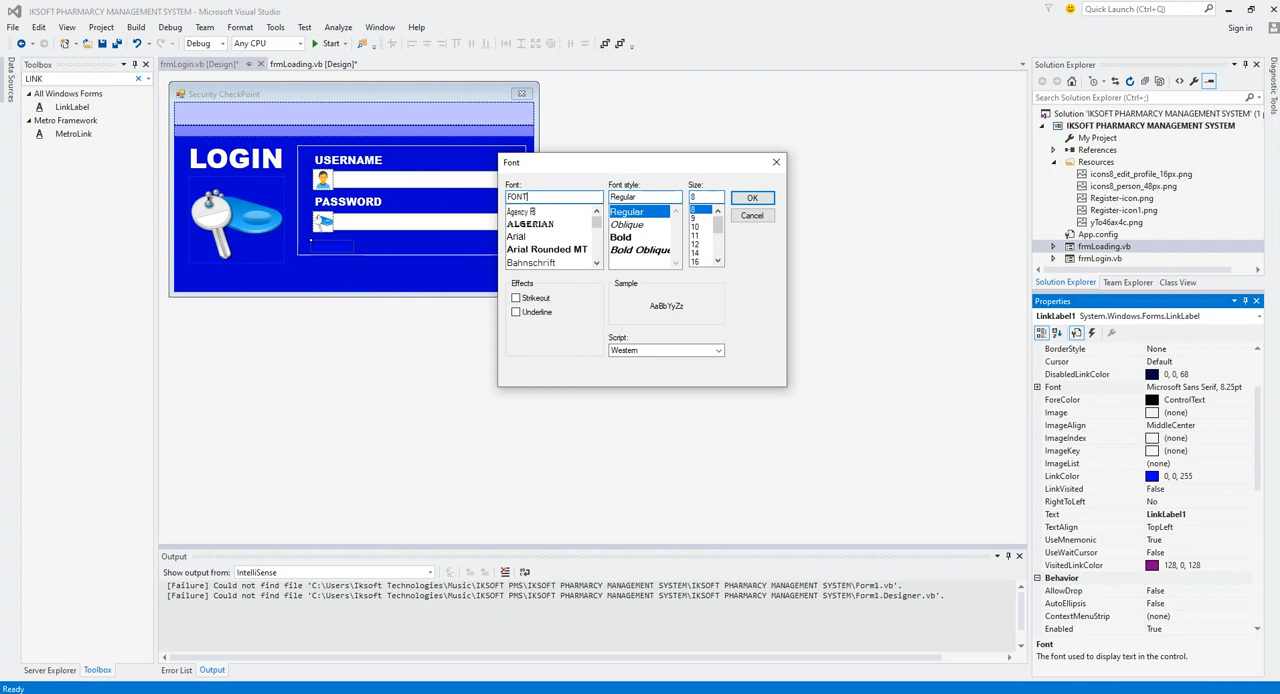 IKSOFT PHARMARCY MANAGEMENT SYSTEM - Microsoft Visual Studio
Quick Launch (Ctrl+Q)
File Edit View Project Build Debug Team Format Tools Test Analyze Window Help
Sign in
Debug Any CPU Start
Data Sources
Toolbox
LINK
All Windows Forms
LinkLabel
Metro Framework
MetroLink
frmLogin.vb [Design]* frmLoading.vb [Design]*
Security CheckPoint
LOGIN
USERNAME
PASSWORD
Font
Font: Font style: Size:
FONT Regular 8
OK
Cancel
Agency FB
ALGERIAN
Arial
Arial Rounded MT
Bahnschrift
Regular
Oblique
Bold
Bold Oblique
8
9
10
11
12
14
16
Effects
Strikeout
Underline
Sample
AaBbYyZz
Script:
Western
Output
Show output from: IntelliSense
[Failure] Could not find file 'C:\Users\Iksoft Technologies\Music\IKSOFT PMS\IKSOFT PHARMARCY MANAGEMENT SYSTEM\IKSOFT PHARMARCY MANAGEMENT SYSTEM\Form1.vb'.
[Failure] Could not find file 'C:\Users\Iksoft Technologies\Music\IKSOFT PMS\IKSOFT PHARMARCY MANAGEMENT SYSTEM\IKSOFT PHARMARCY MANAGEMENT SYSTEM\Form1.Designer.vb'.
Server Explorer Toolbox
Error List Output
Ready
Solution Explorer
Search Solution Explorer (Ctrl+;)
Solution 'IKSOFT PHARMARCY MANAGEMENT SYSTEM' (1
IKSOFT PHARMARCY MANAGEMENT SYSTEM
My Project
References
Resources
icons8_edit_profile_16px.png
icons8_person_48px.png
Register-icon.png
Register-icon1.png
yTo46ax4c.png
App.config
frmLoading.vb
frmLogin.vb
Solution Explorer Team Explorer Class View
Diagnostic Tools
Properties
LinkLabel1 System.Windows.Forms.LinkLabel
BorderStyle None
Cursor Default
DisabledLinkColor 0, 0, 68
Font Microsoft Sans Serif, 8.25pt
ForeColor ControlText
Image (none)
ImageAlign MiddleCenter
ImageIndex (none)
ImageKey (none)
ImageList (none)
LinkColor 0, 0, 255
LinkVisited False
RightToLeft No
Text LinkLabel1
TextAlign TopLeft
UseMnemonic True
UseWaitCursor False
VisitedLinkColor 128, 0, 128
Behavior
AllowDrop False
AutoEllipsis False
ContextMenuStrip (none)
Enabled True
Font
The font used to display text in the control.